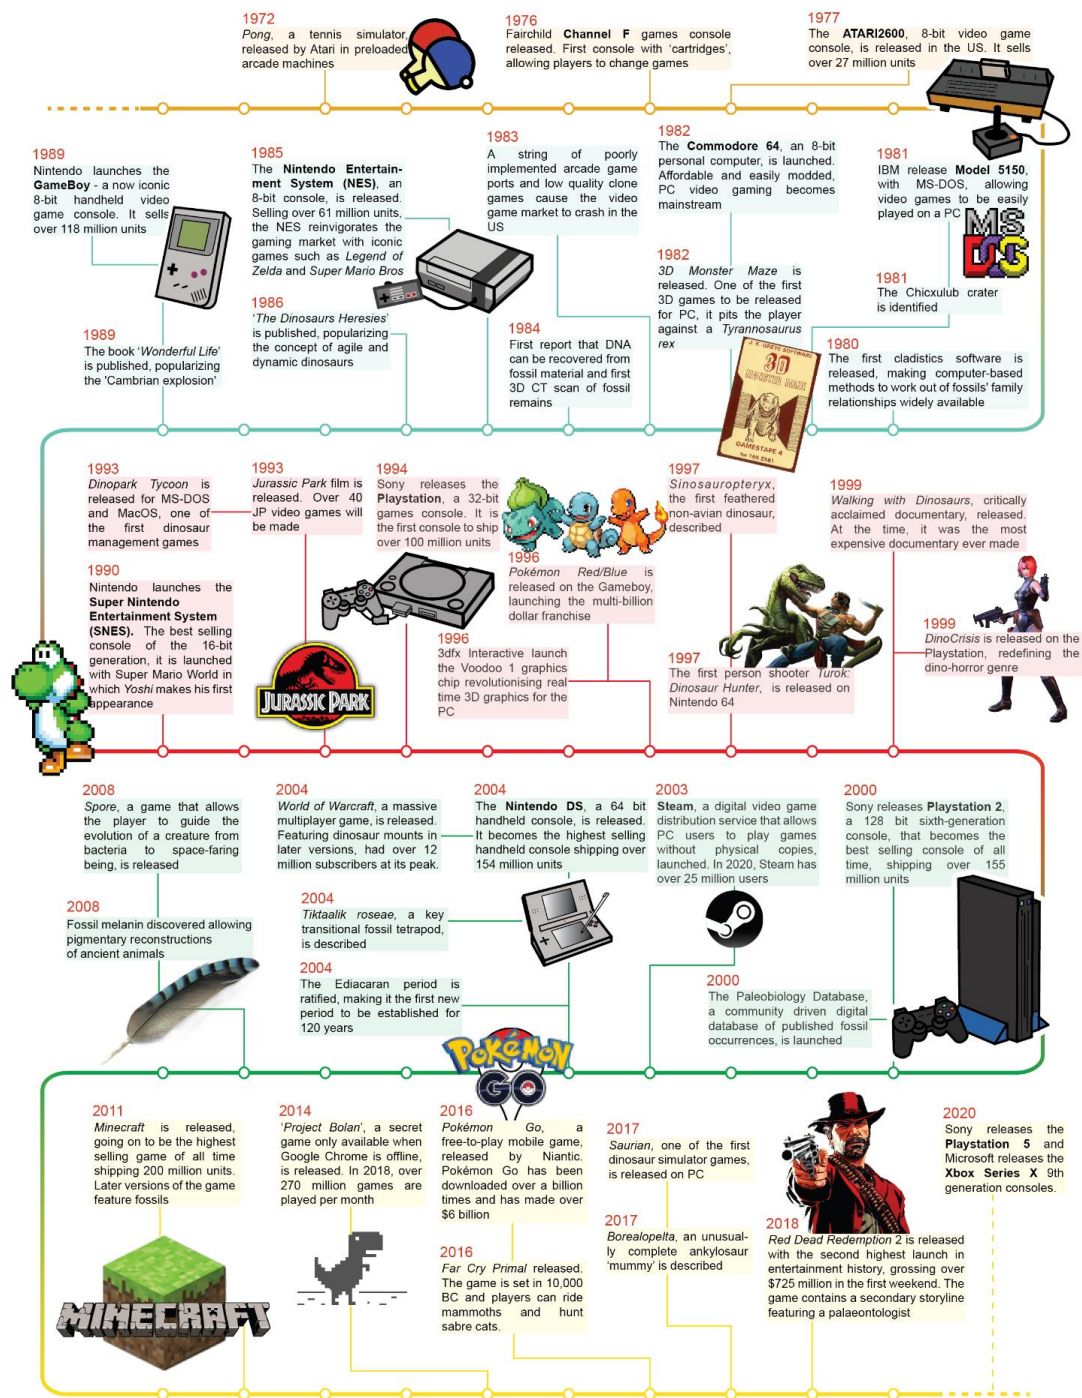 1972
Pong, a tennis simulator,
released by Atari in preloaded
arcade machines
1976
Fairchild Channel F games console
released. First console with 'cartridges',
allowing players to change games
1977
The ATARI2600, 8-bit video game
console, is released in the US. It sells
over 27 million units
1989
Nintendo launches the
GameBoy - a now iconic
8-bit handheld video
game console. It sells
over 118 million units
1989
The book 'Wonderful Life'
is published, popularizing
the 'Cambrian explosion'
1985
The Nintendo Entertain-
ment System (NES), an
8-bit console, is released.
Selling over 61 million units,
the NES reinvigorates the
gaming market with iconic
games such as Legend of
Zelda and Super Mario Bros
1986
'The Dinosaurs Heresies'
is published, popularizing
the concept of agile and
dynamic dinosaurs
1983
A string of poorly
implemented arcade game
ports and low quality clone
games cause the video
game market to crash in the
US
1984
First report that DNA
can be recovered from
fossil material and first
3D CT scan of fossil
remains
1982
The Commodore 64, an 8-bit
personal computer, is launched.
Affordable and easily modded,
PC video gaming becomes
mainstream
1982
3D Monster Maze is
released. One of the first
3D games to be released
for PC, it pits the player
against a Tyrannosaurus
rex
J. K. GREYE SOFTWARE
3D
MONSTER MAZE
GAMESTAPE 4
for 16K ZX81
1981
IBM release Model 5150,
with MS-DOS, allowing
video games to be easily
played on a PC
MS
DOS
1981
The Chicxulub crater
is identified
1980
The first cladistics software is
released, making computer-based
methods to work out of fossils' family
relationships widely available
1993
Dinopark Tycoon is
released for MS-DOS
and MacOS, one of
the first dinosaur
management games
1990
Nintendo launches the
Super Nintendo
Entertainment System
(SNES). The best selling
console of the 16-bit
generation, it is launched
with Super Mario World in
which Yoshi makes his first
appearance
1993
Jurassic Park film is
released. Over 40
JP video games will
be made
JURASSIC PARK
1994
Sony releases the
Playstation, a 32-bit
games console. It is
the first console to ship
over 100 million units
1996
Pokémon Red/Blue is
released on the Gameboy,
launching the multi-billion
dollar franchise
1996
3dfx Interactive launch
the Voodoo 1 graphics
chip revolutionising real
time 3D graphics for the
PC
1997
Sinosauropteryx,
the first feathered
non-avian dinosaur,
described
1997
The first person shooter Turok:
Dinosaur Hunter, is released on
Nintendo 64
1999
Walking with Dinosaurs, critically
acclaimed documentary, released.
At the time, it was the most
expensive documentary ever made
1999
DinoCrisis is released on the
Playstation, redefining the
dino-horror genre
2008
Spore, a game that allows
the player to guide the
evolution of a creature from
bacteria to space-faring
being, is released
2008
Fossil melanin discovered allowing
pigmentary reconstructions
of ancient animals
2004
World of Warcraft, a massive
multiplayer game, is released.
Featuring dinosaur mounts in
later versions, had over 12
million subscribers at its peak.
2004
Tiktaalik roseae, a key
transitional fossil tetrapod,
is described
2004
The Ediacaran period is
ratified, making it the first new
period to be established for
120 years
2004
The Nintendo DS, a 64 bit
handheld console, is released.
It becomes the highest selling
handheld console shipping over
154 million units
2003
Steam, a digital video game
distribution service that allows
PC users to play games
without physical copies,
launched. In 2020, Steam has
over 25 million users
2000
Sony releases Playstation 2,
a 128 bit sixth-generation
console, that becomes the
best selling console of all
time, shipping over 155
million units
2000
The Paleobiology Database,
a community driven digital
database of published fossil
occurrences, is launched
POKéMON
GO
2011
Minecraft is released,
going on to be the highest
selling game of all time
shipping 200 million units.
Later versions of the game
feature fossils
MINECRAFT
2014
'Project Bolan', a secret
game only available when
Google Chrome is offline,
is released. In 2018, over
270 million games are
played per month
2016
Pokémon Go, a
free-to-play mobile game,
released by Niantic.
Pokémon Go has been
downloaded over a billion
times and has made over
$6 billion
2016
Far Cry Primal released.
The game is set in 10,000
BC and players can ride
mammoths and hunt
sabre cats.
2017
Saurian, one of the first
dinosaur simulator games,
is released on PC
2017
Borealopelta, an unusual-
ly complete ankylosaur
'mummy' is described
2018
Red Dead Redemption 2 is released
with the second highest launch in
entertainment history, grossing over
$725 million in the first weekend. The
game contains a secondary storyline
featuring a palaeontologist
2020
Sony releases the
Playstation 5 and
Microsoft releases the
Xbox Series X 9th
generation consoles.